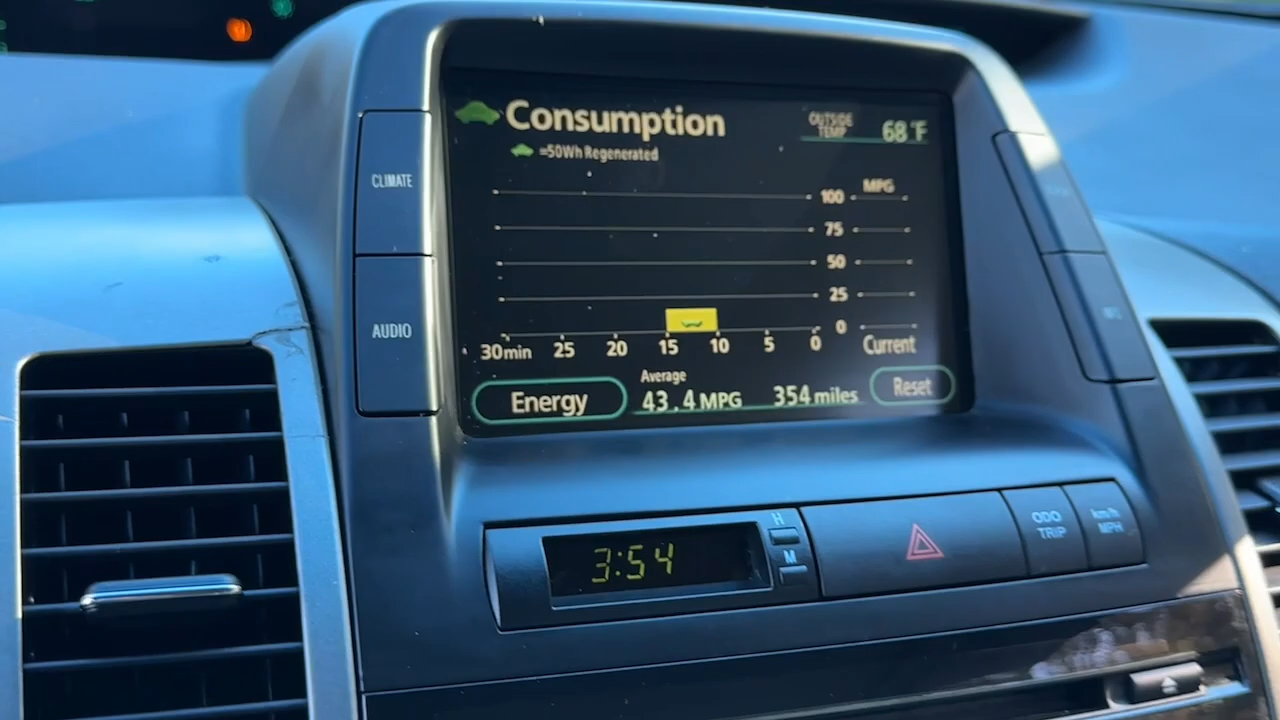 Consumption
OUTSIDE TEMP 68°F
=50Wh Regenerated
CLIMATE
MPG
100
75
50
25
0
AUDIO
30min 25 20 15 10 5 0 Current
Energy
Average
43.4 MPG 354 miles
Reset
3:54
H
M
ODO TRIP
km/h MPH